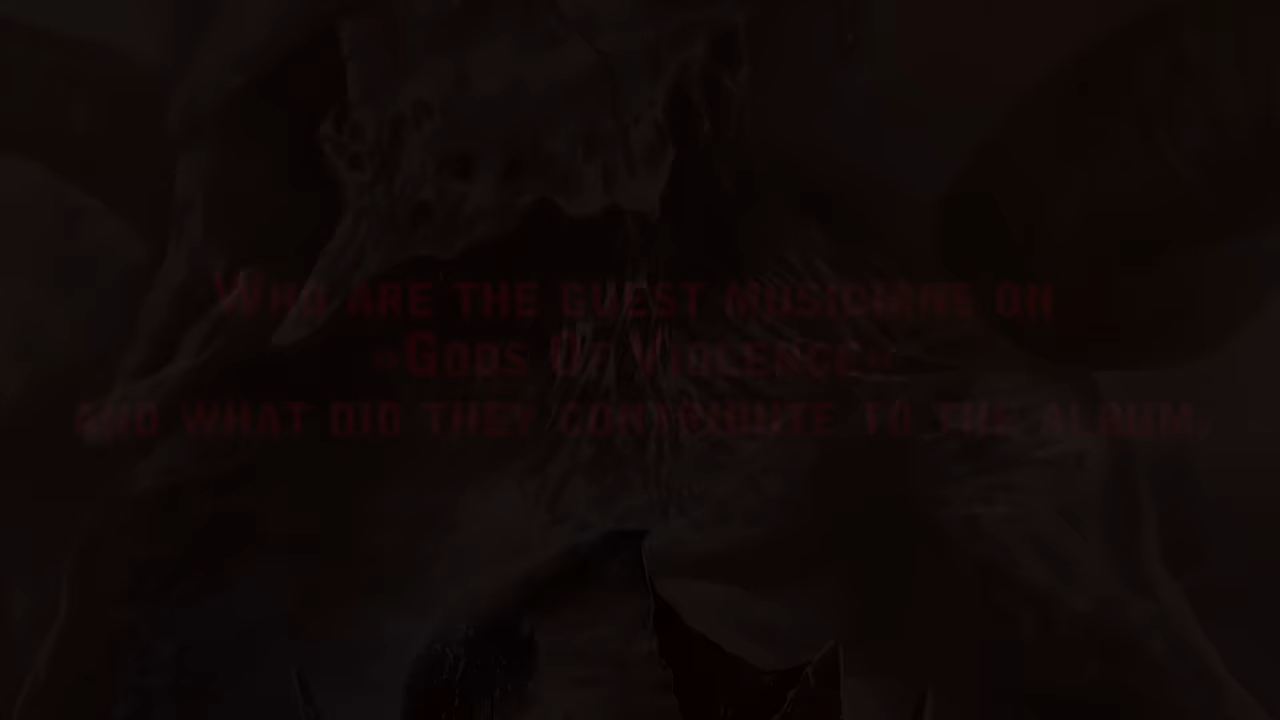 Who are the guest musicians on
«Gods Of Violence»
and what did they contribute to the album.